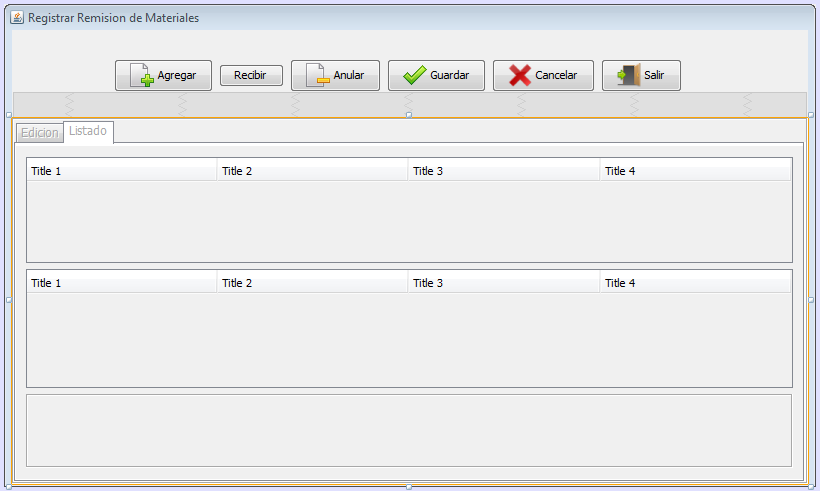 Registrar Remision de Materiales
Agregar Recibir Anular Guardar Cancelar Salir
Edicion Listado
Title 1 Title 2 Title 3 Title 4
Title 1 Title 2 Title 3 Title 4